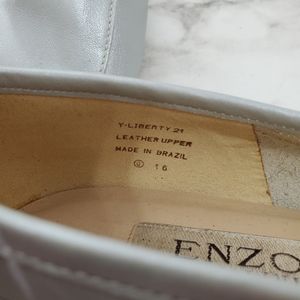 Y-LIBERTY 21
LEATHER UPPER
MADE IN BRAZIL
16
ENZO